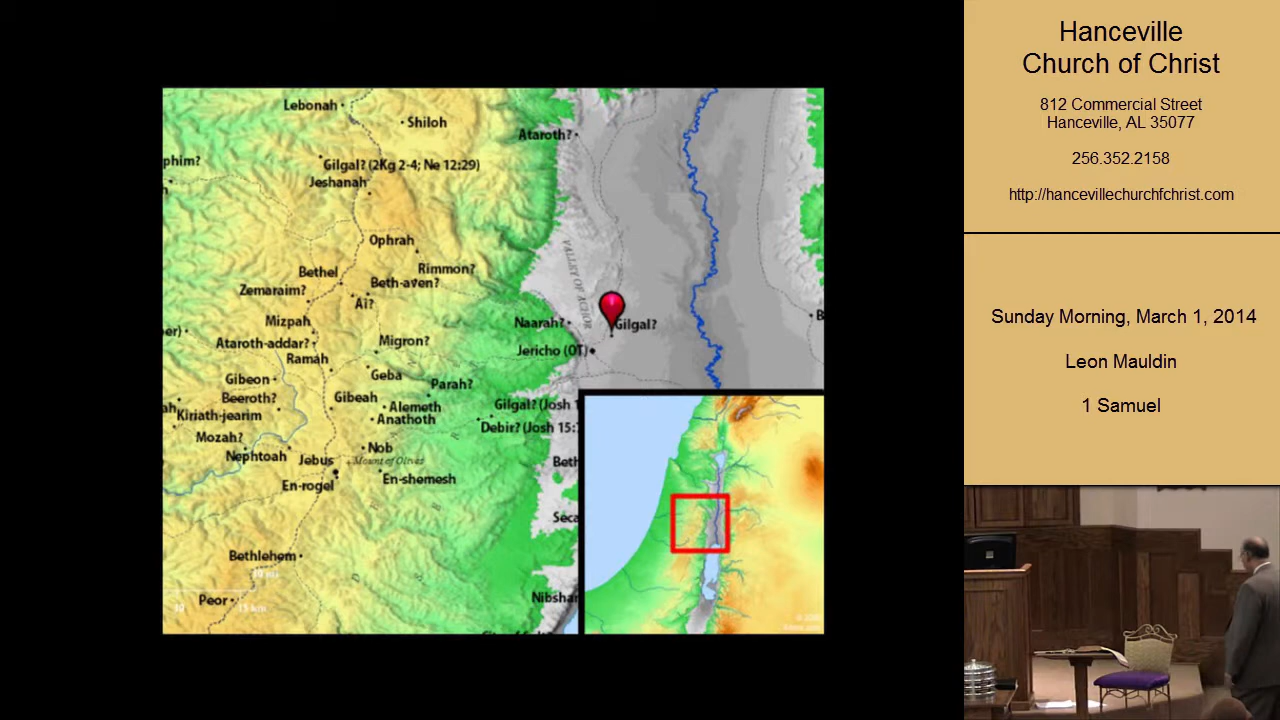 Lebonah
Shiloh
Ataroth?
phim?
Gilgal? (2Kg 2-4; Ne 12:29)
Jeshanah
Ophrah
Bethel
Rimmon?
Zemaraim?
Beth-aven?
Ai?
VALLEY OF ACHOR
Mizpah
Naarah?
Gilgal?
Ataroth-addar?
Migron?
Jericho (OT)
Ramah
Gibeon
Geba
Parah?
Beeroth?
Gibeah
Alemeth
Gilgal? (Josh 1
Kiriath-jearim
Anathoth
Debir? (Josh 15:
Mozah?
Nob
Nephtoah
Jebus
Mount of Olives
Beth
En-rogel
En-shemesh
Seca
Bethlehem
Peor
Nibshan
Hanceville
Church of Christ
812 Commercial Street
Hanceville, AL 35077
256.352.2158
http://hancevillechurchfchrist.com
Sunday Morning, March 1, 2014
Leon Mauldin
1 Samuel